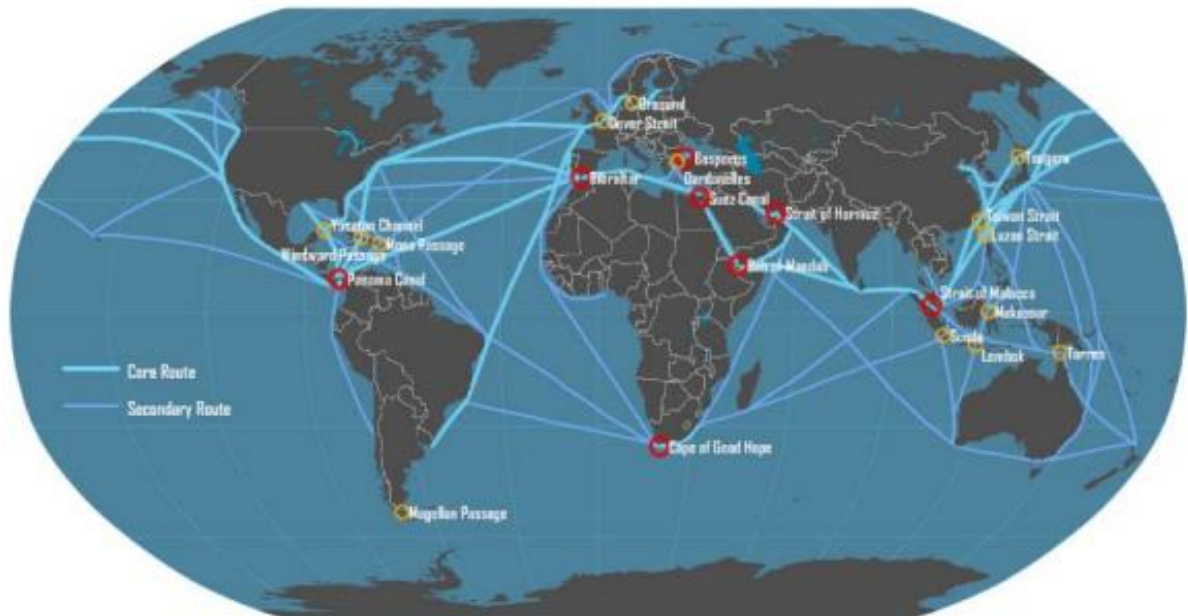 Oresund
Dover Strait
Tsugaru
Bosporus
Gibraltar
Dardanelles
Suez Canal
Strait of Hormuz
Taiwan Strait
Luzon Strait
Yucatan Channel
Mona Passage
Windward Passage
Bab el-Mandab
Panama Canal
Strait of Malacca
Makassar
Sunda
Lombok
Torres
Core Route
Secondary Route
Cape of Good Hope
Magellan Passage